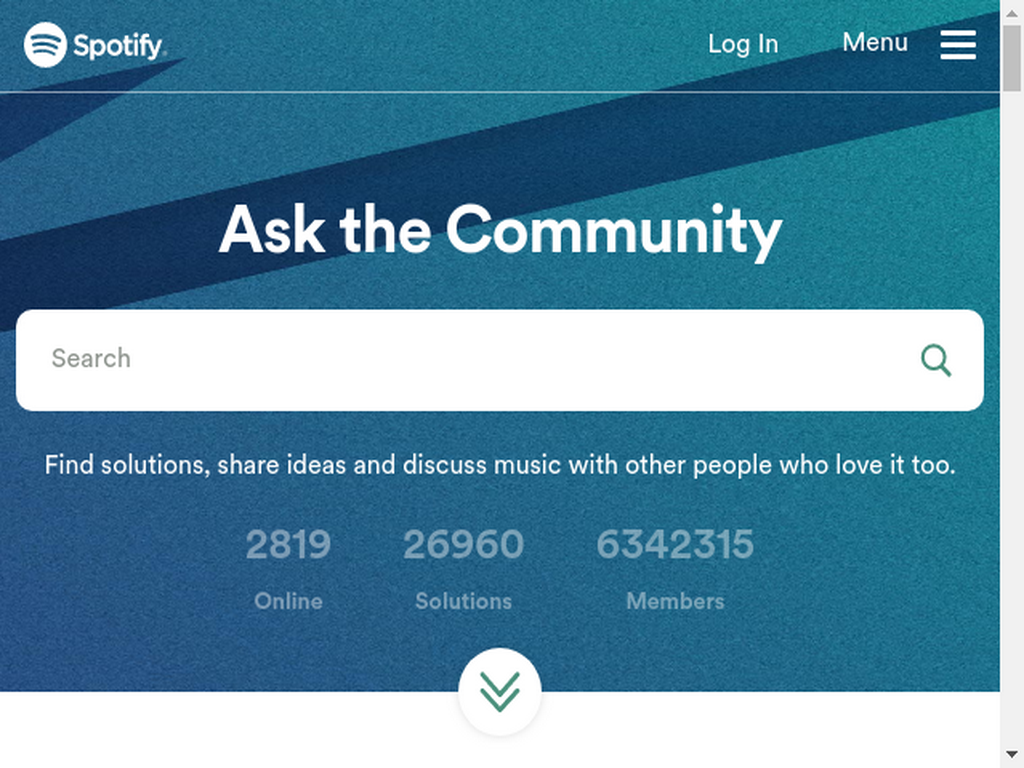 Spotify
Log In
Menu
Ask the Community
Search
Find solutions, share ideas and discuss music with other people who love it too.
2819 26960 6342315
Online Solutions Members